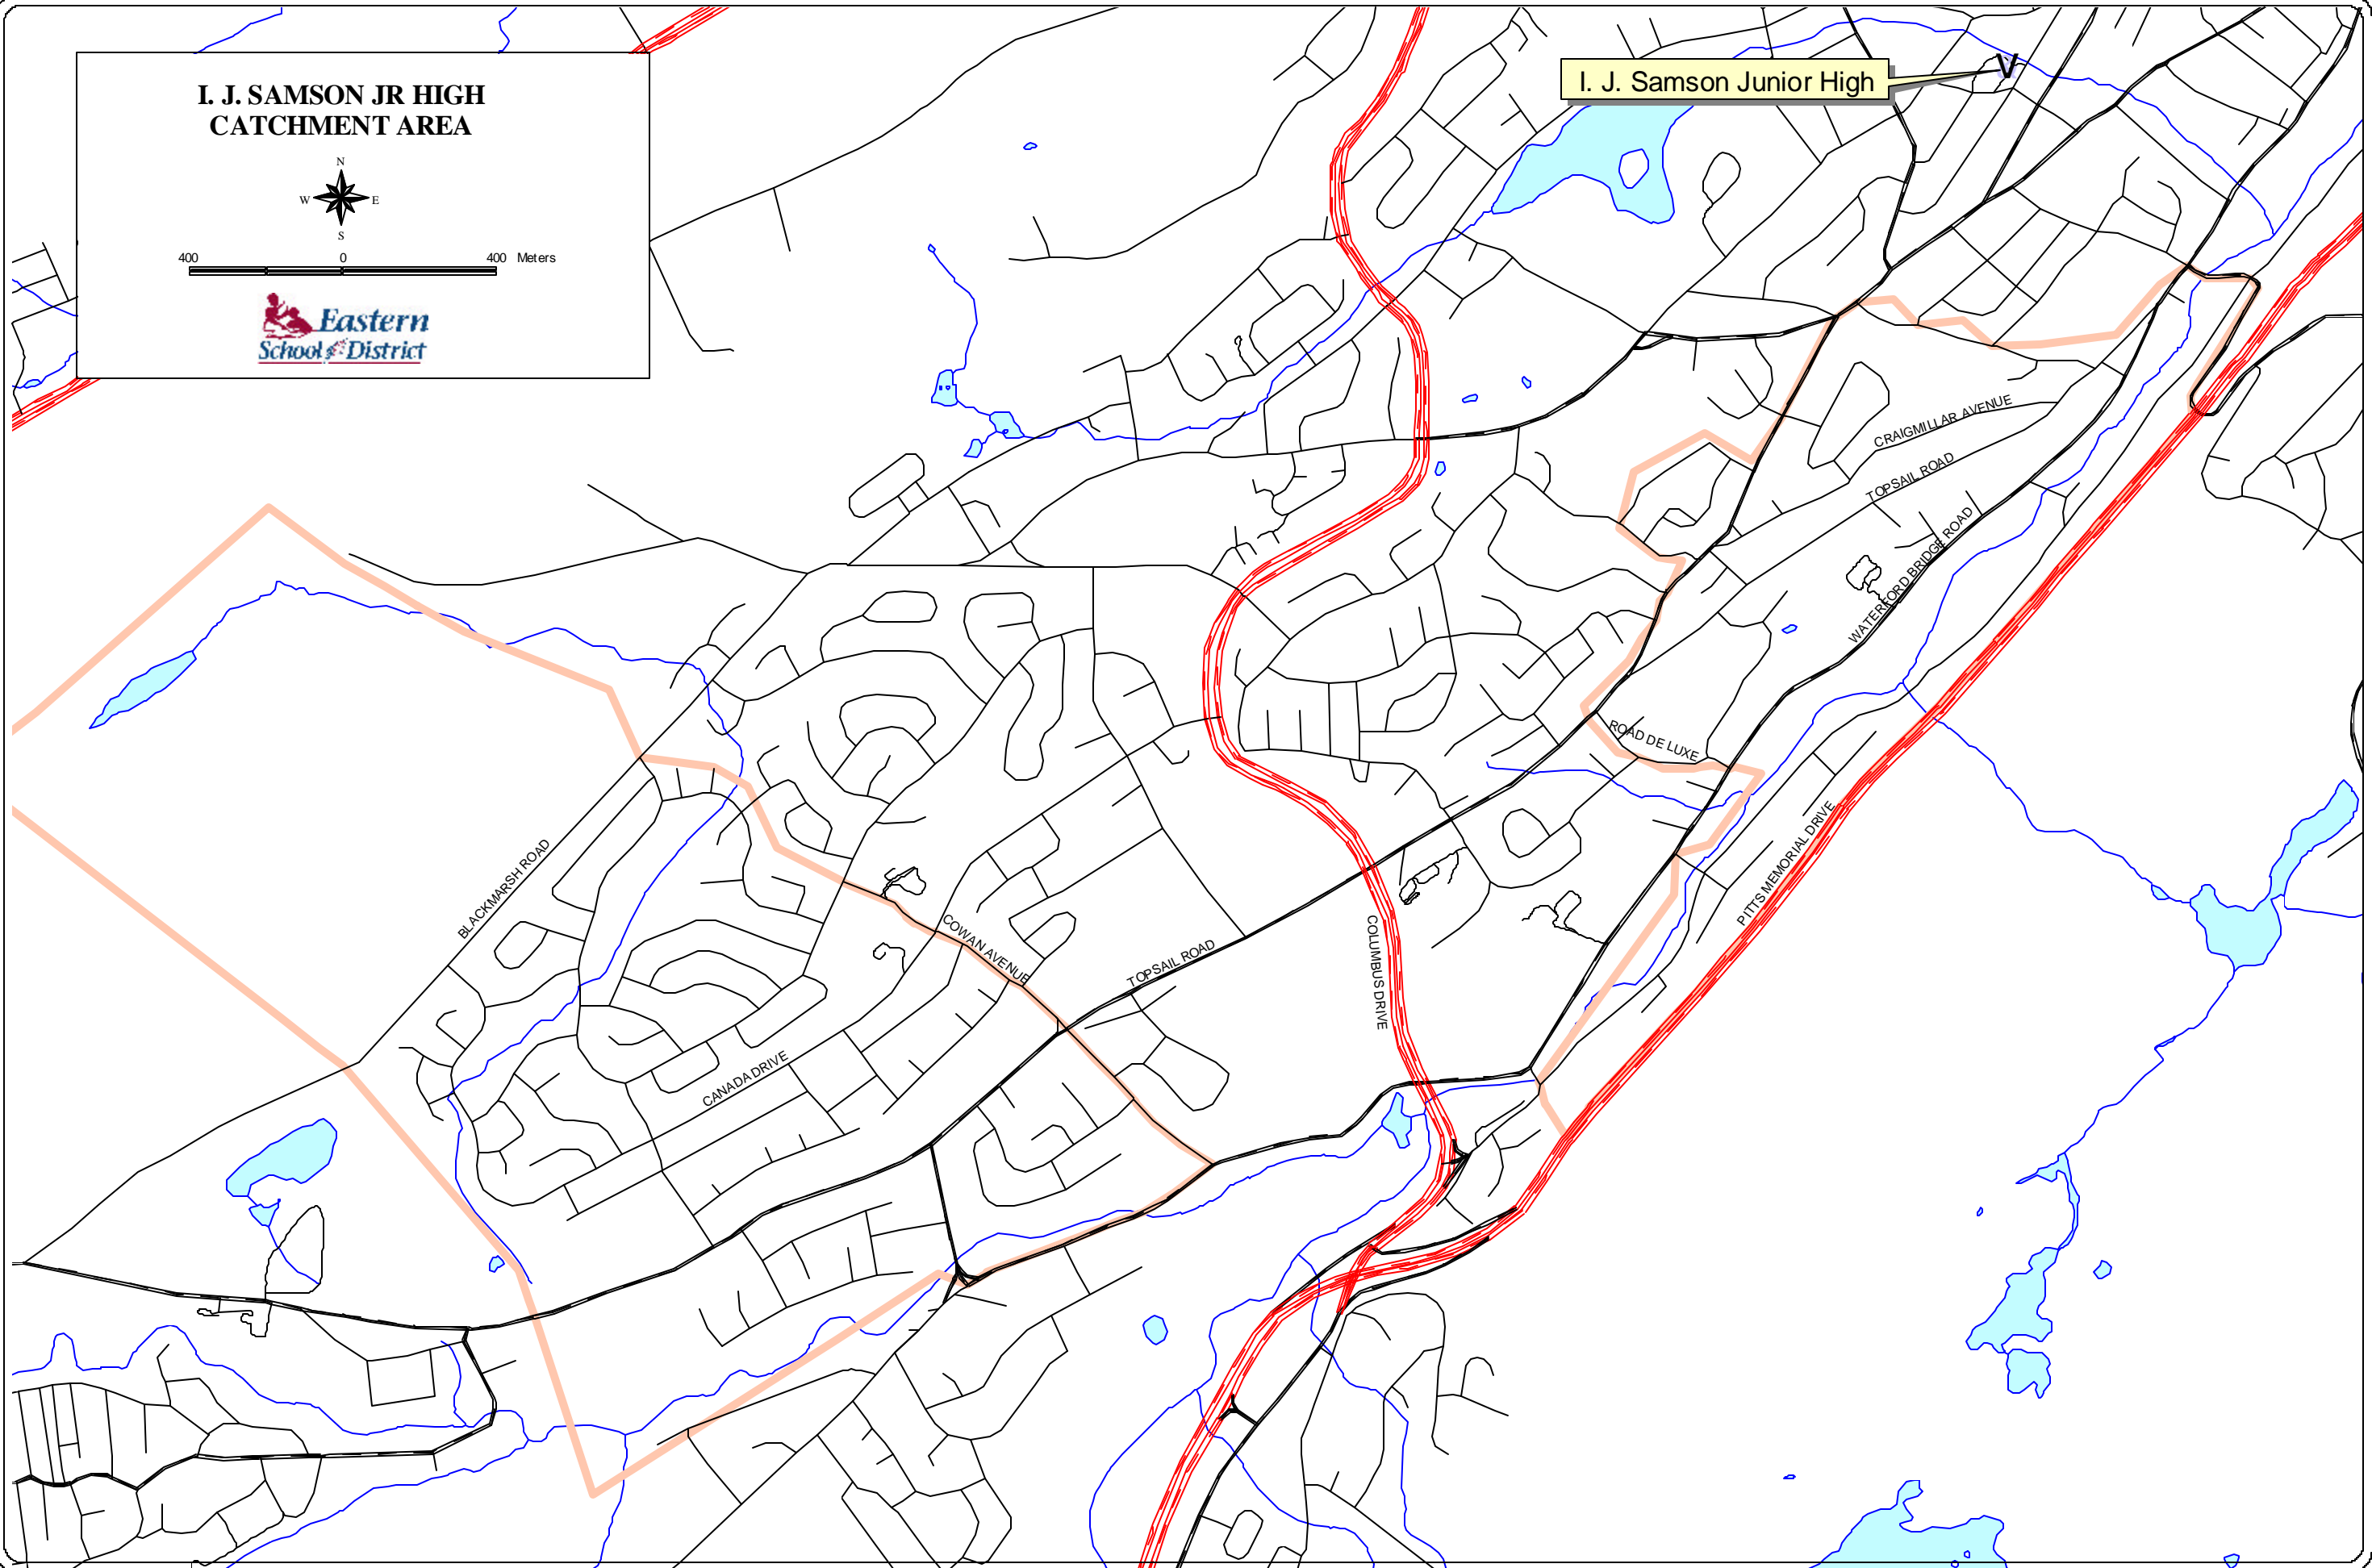 I. J. SAMSON JR HIGH
CATCHMENT AREA
N
W E
S
400 0 400 Meters
Eastern
School District
I. J. Samson Junior High
V
CRAIGMILLAR AVENUE
TOPSAIL ROAD
WATERFORD BRIDGE ROAD
ROAD DE LUXE
PITTS MEMORIAL DRIVE
BLACKMARSH ROAD
COWAN AVENUE
TOPSAIL ROAD
COLUMBUS DRIVE
CANADA DRIVE